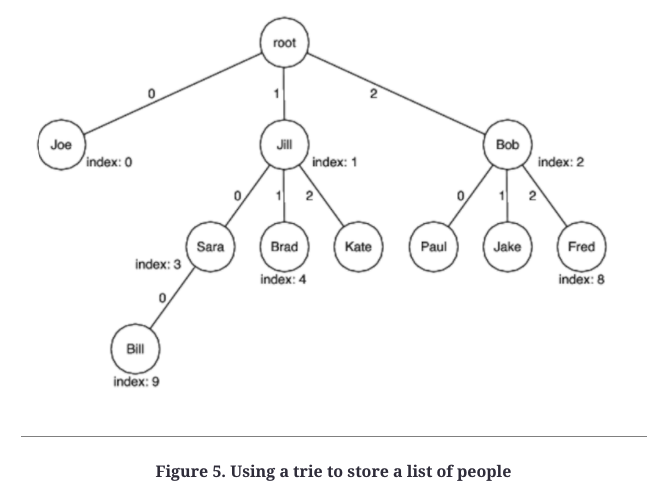 root
0 1 2
Joe Jill Bob
index: 0 index: 1 index: 2
0 1 2 0 1 2
Sara Brad Kate Paul Jake Fred
index: 3 index: 4 index: 8
0
Bill
index: 9
Figure 5. Using a trie to store a list of people